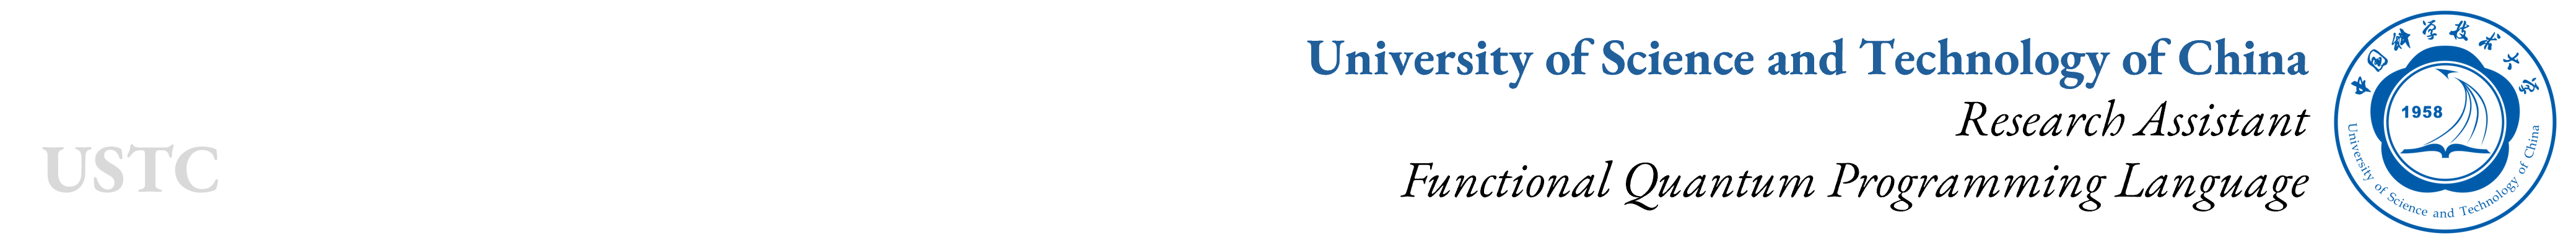 University of Science and Technology of China
Research Assistant
Functional Quantum Programming Language
USTC
中国科学技术大学
1958
University of Science and Technology of China